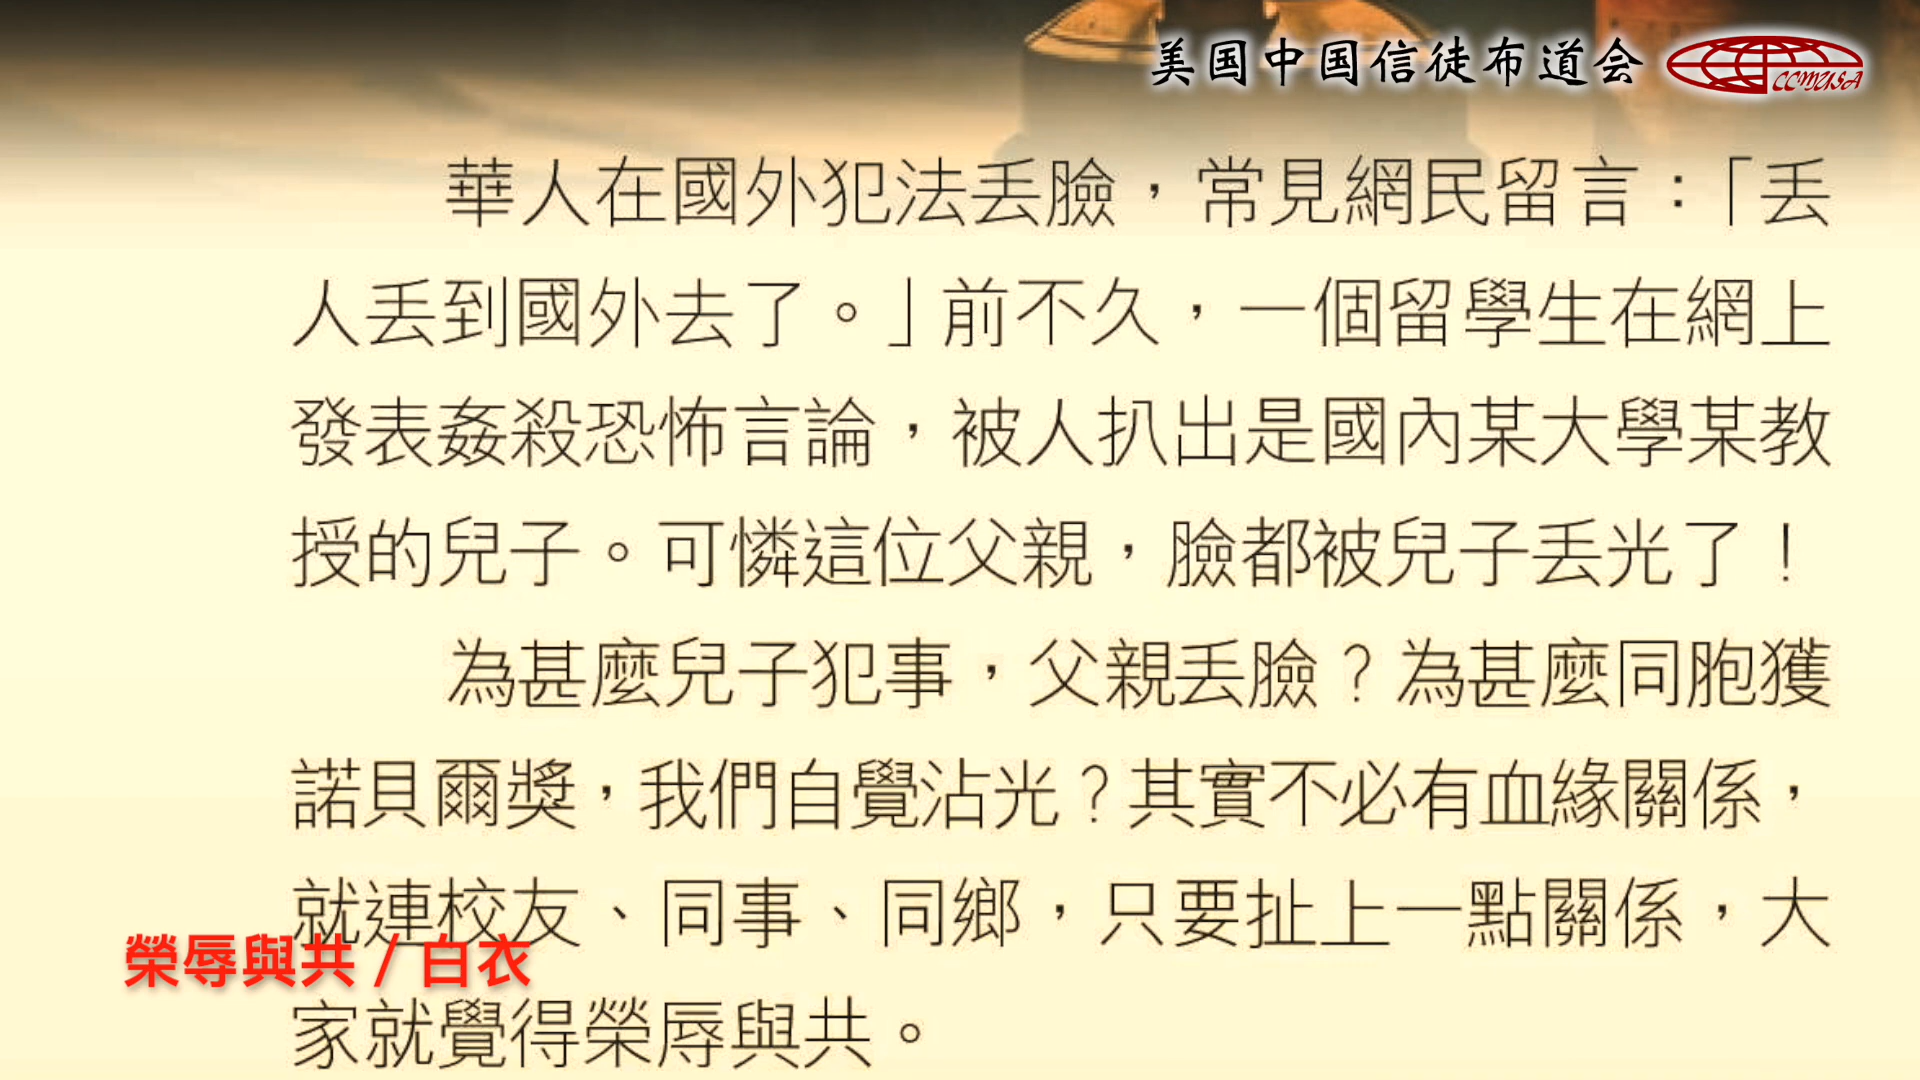 美国中国信徒布道会
CCMUSA
華人在國外犯法丟臉，常見網民留言：「丟
人丟到國外去了。」前不久，一個留學生在網上
發表姦殺恐怖言論，被人扒出是國內某大學某教
授的兒子。可憐這位父親，臉都被兒子丟光了！
為甚麼兒子犯事，父親丟臉？為甚麼同胞獲
諾貝爾獎，我們自覺沾光？其實不必有血緣關係，
就連校友、同事、同鄉，只要扯上一點關係，大
榮辱與共 / 白衣
家就覺得榮辱與共。